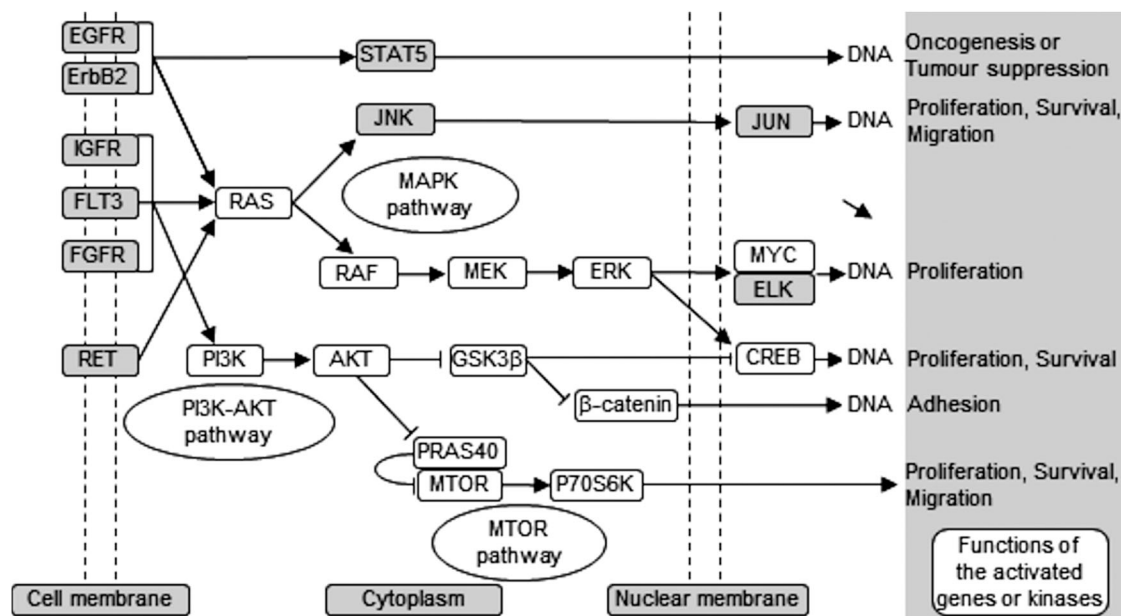 EGFR
ErbB2
STAT5
DNA
Oncogenesis or
Tumour suppression
JNK
JUN
DNA
Proliferation, Survival,
Migration
IGFR
FLT3
FGFR
RAS
MAPK
pathway
RAF
MEK
ERK
MYC
ELK
DNA
Proliferation
RET
PI3K
AKT
GSK3β
CREB
DNA
Proliferation, Survival
PI3K-AKT
pathway
β-catenin
DNA
Adhesion
PRAS40
MTOR
P70S6K
Proliferation, Survival,
Migration
MTOR
pathway
Functions of
the activated
genes or kinases
Cell membrane
Cytoplasm
Nuclear membrane